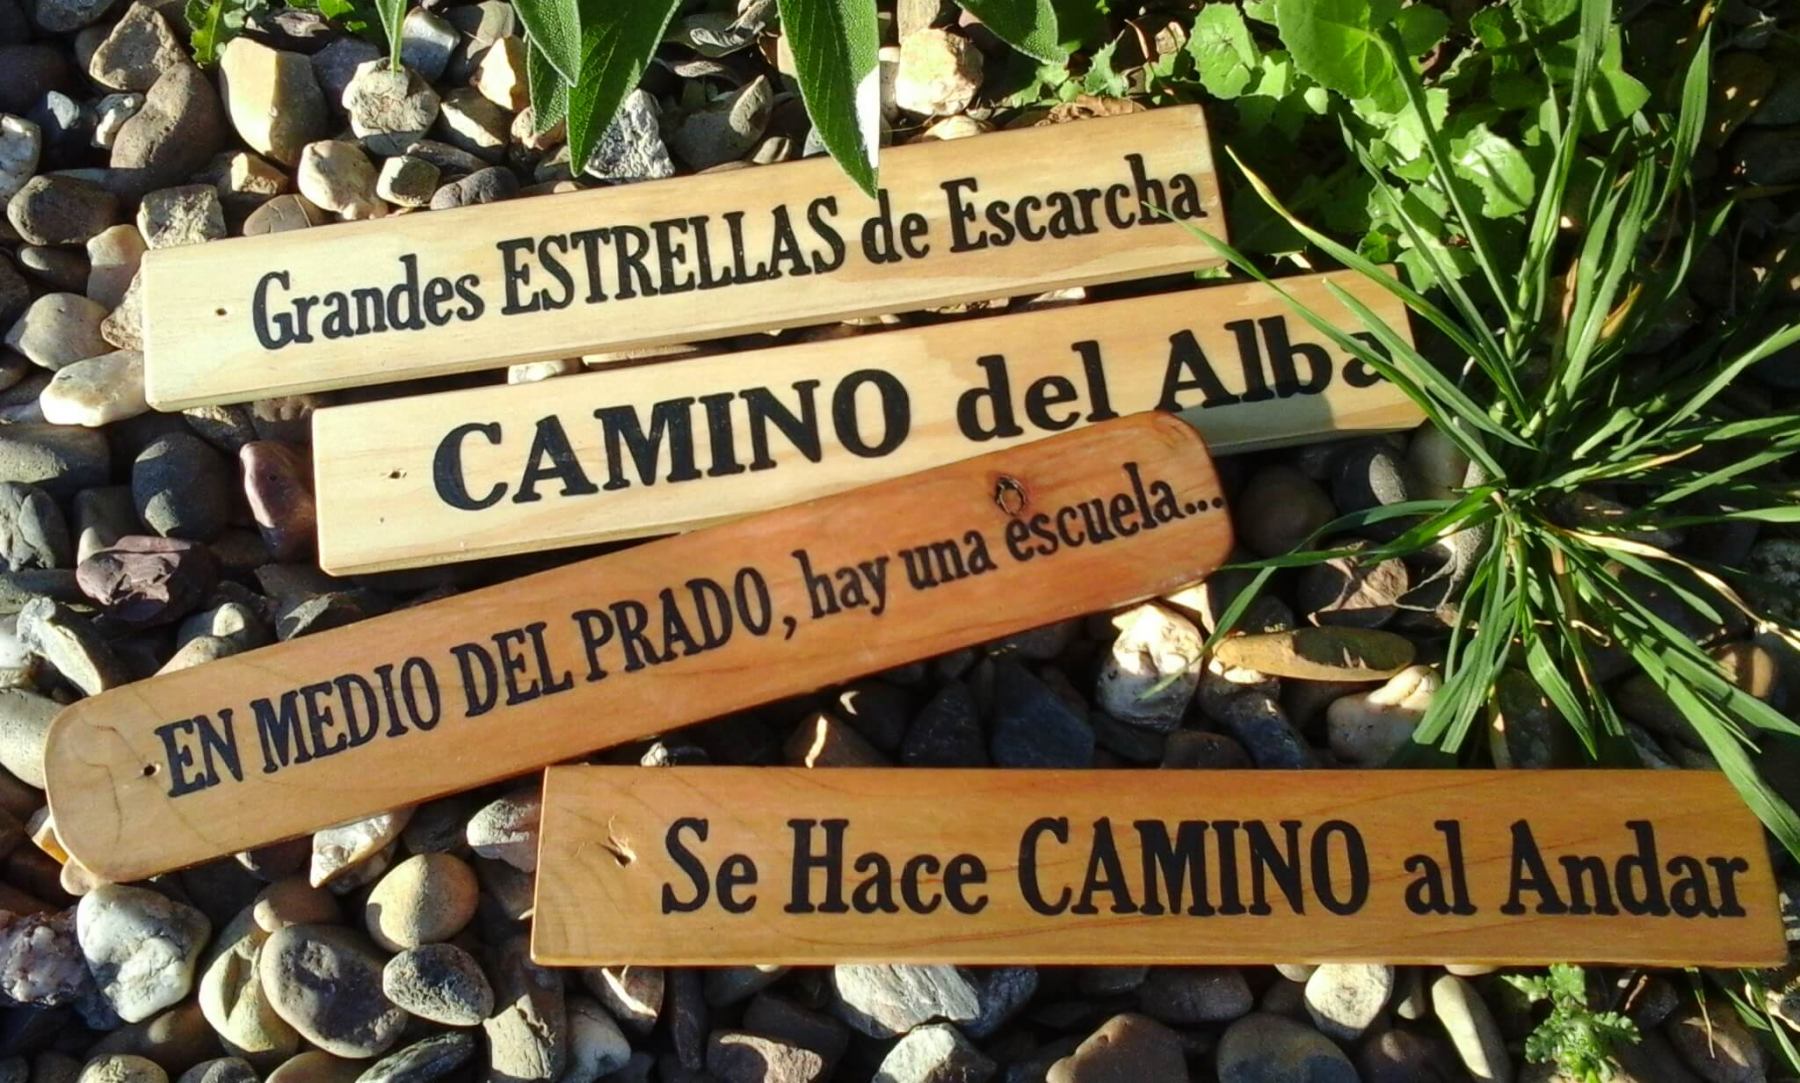 Grandes ESTRELLAS de Escarcha
CAMINO del Alba
EN MEDIO DEL PRADO, hay una escuela...
Se Hace CAMINO al Andar